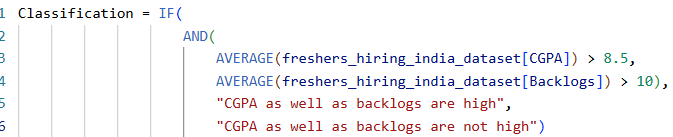 1 Classification = IF(
2 AND(
3 AVERAGE(freshers_hiring_india_dataset[CGPA]) > 8.5,
4 AVERAGE(freshers_hiring_india_dataset[Backlogs]) > 10),
5 "CGPA as well as backlogs are high",
6 "CGPA as well as backlogs are not high")